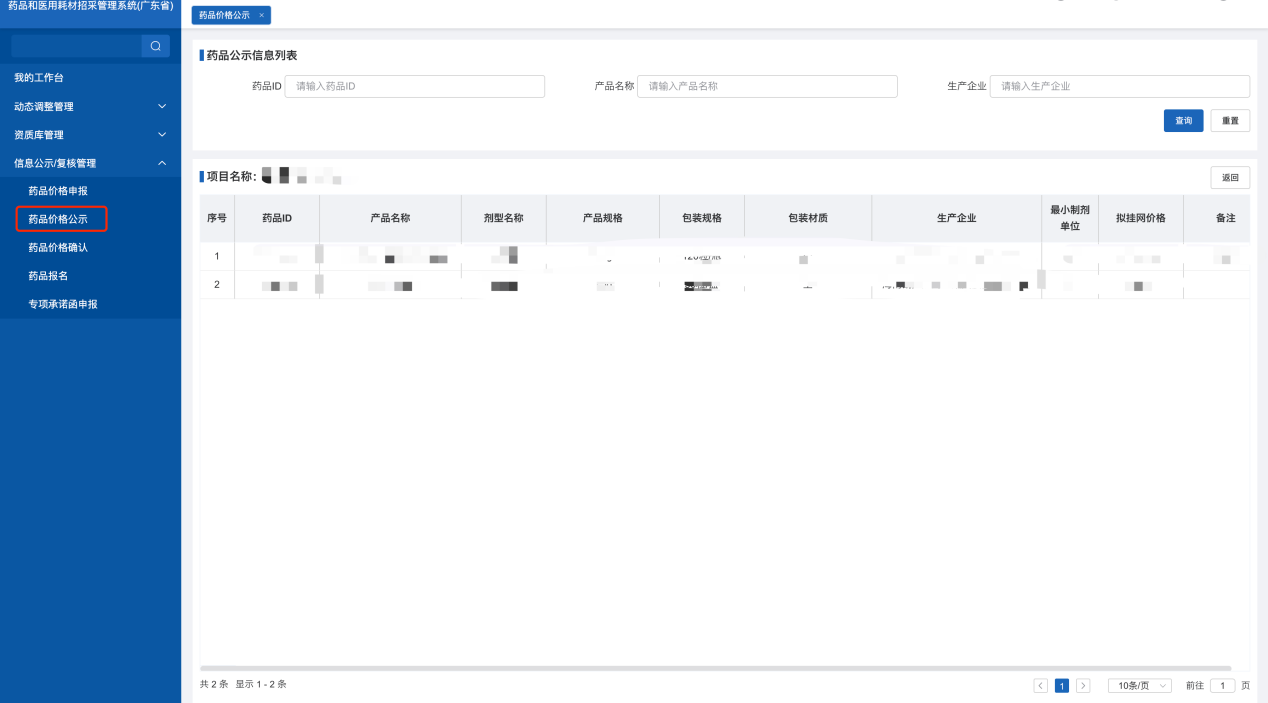 药品和医用耗材招采管理系统(广东省)
药品价格公示 ×
我的工作台
动态调整管理
资质库管理
信息公示/复核管理
药品价格申报
药品价格公示
药品价格确认
药品报名
专项承诺函申报
药品公示信息列表
药品ID 请输入药品ID 产品名称 请输入产品名称 生产企业 请输入生产企业
查询 重置
项目名称:
返回
序号 药品ID 产品名称 剂型名称 产品规格 包装规格 包装材质 生产企业 最小制剂单位 拟挂网价格 备注
1
2
共 2 条 显示 1 - 2 条
< 1 > 10条/页 前往 1 页